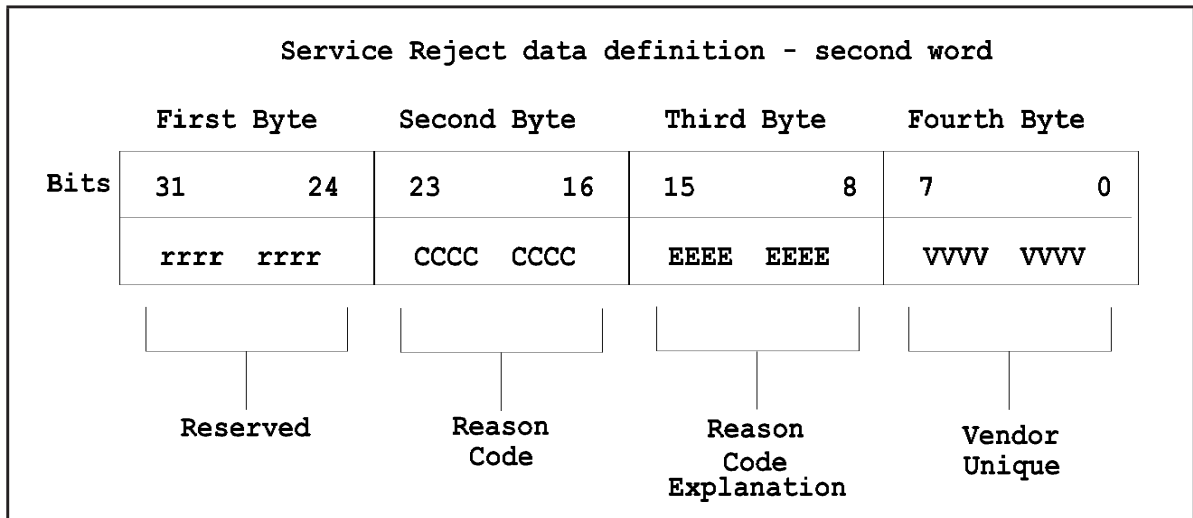 Service Reject data definition - second word
First Byte Second Byte Third Byte Fourth Byte
Bits 31 24 23 16 15 8 7 0
rrrr rrrr CCCC CCCC EEEE EEEE VVVV VVVV
Reserved Reason Reason Vendor
Code Code Unique
Explanation